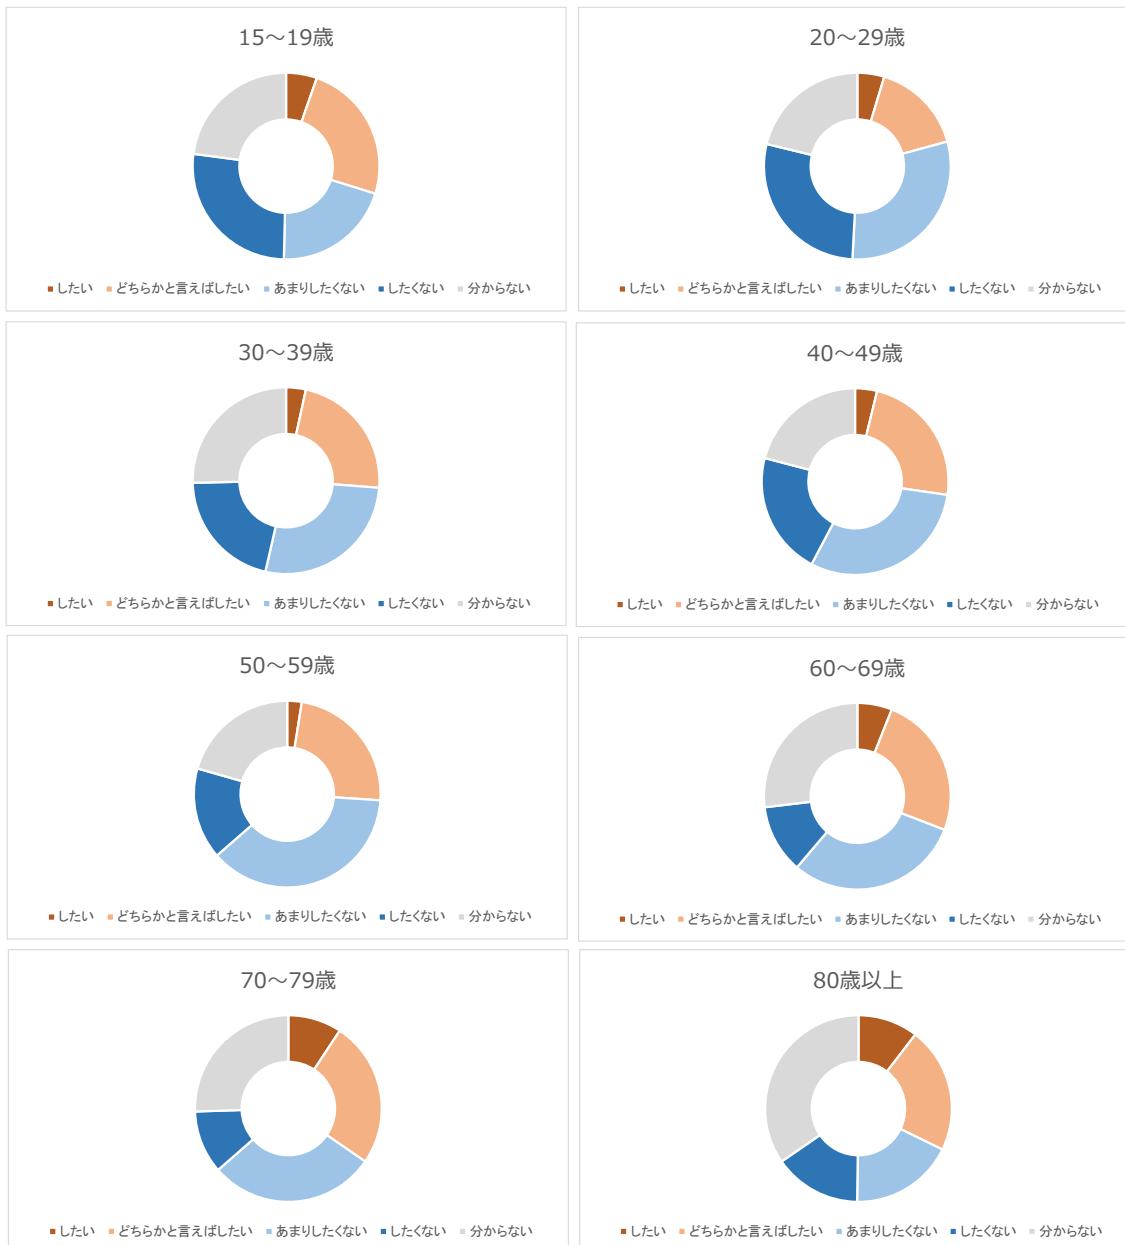 15～19歳
したい どちらかと言えばしたい あまりしたくない したくない 分からない
20～29歳
したい どちらかと言えばしたい あまりしたくない したくない 分からない
30～39歳
したい どちらかと言えばしたい あまりしたくない したくない 分からない
40～49歳
したい どちらかと言えばしたい あまりしたくない したくない 分からない
50～59歳
したい どちらかと言えばしたい あまりしたくない したくない 分からない
60～69歳
したい どちらかと言えばしたい あまりしたくない したくない 分からない
70～79歳
したい どちらかと言えばしたい あまりしたくない したくない 分からない
80歳以上
したい どちらかと言えばしたい あまりしたくない したくない 分からない